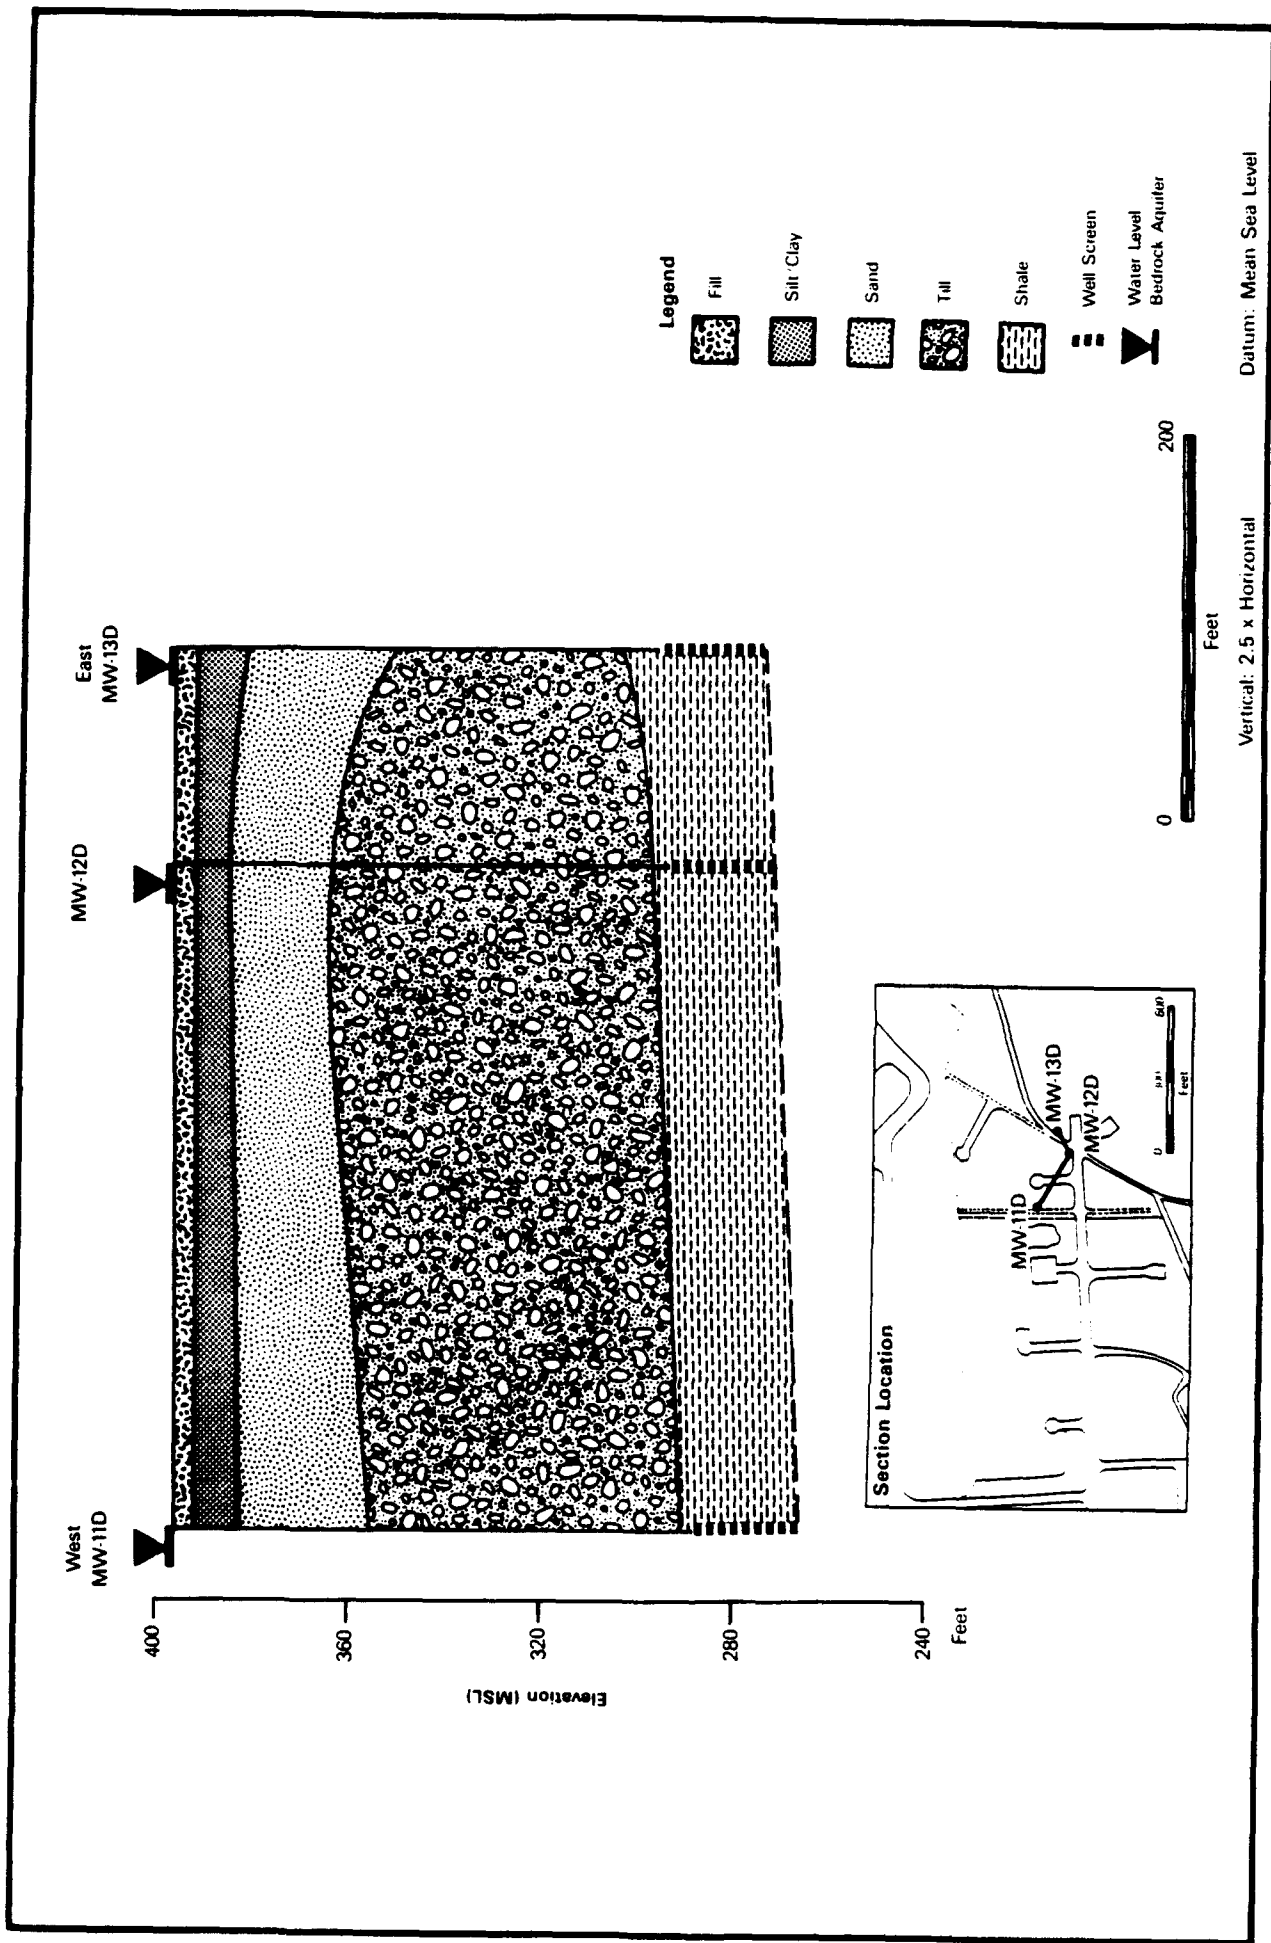 West
MW-11D
MW-12D
East
MW-13D
400
360
320
280
240
Feet
Elevation (MSL)
Legend
Fill
Silt/Clay
Sand
Till
Shale
Well Screen
Water Level
Bedrock Aquifer
Section Location
MW-11D
MW-13D
MW-12D
0
600
Feet
0
200
Feet
Vertical: 2.5 x Horizontal
Datum: Mean Sea Level